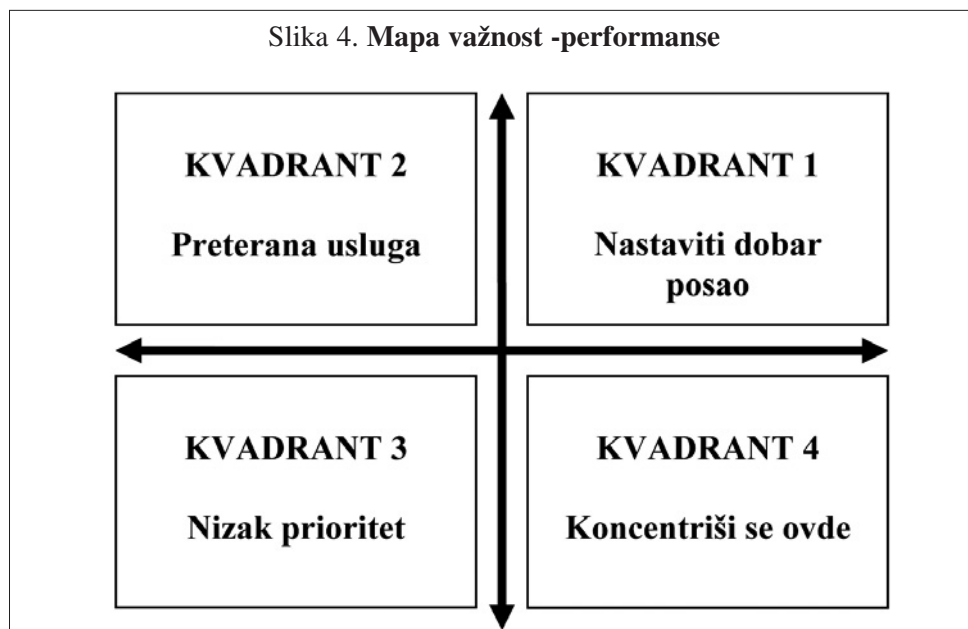 Slika 4. Mapa važnost -performanse
KVADRANT 2
Preterana usluga
KVADRANT 1
Nastaviti dobar
posao
KVADRANT 3
Nizak prioritet
KVADRANT 4
Koncentriši se ovde